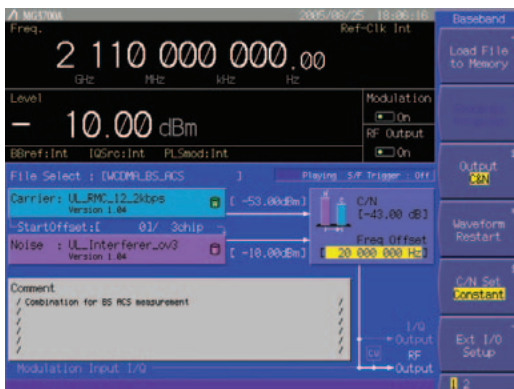 MG3700A 2005/08/25 18:06:16
Freq. Ref-Clk Int
2 110 000 000.00
GHz MHz kHz Hz
Level
- 10.00 dBm
Modulation
On
RF Output
On
BBref:Int IQSrc:Int PLSmod:Int
File Select : [WCDMA_BS_ACS ] Playing S/F Trigger : Off
Carrier: UL_RMC_12_2kbps
Version 1.04
[ -53.00dBm]
C/N
[-43.00 dB]
StartOffset:[ 0]/ 3chip
Noise : UL_Interferer_ov3
Version 1.04
[ -10.00dBm]
Freq Offset
[ 20 000 000 Hz]
Comment
/ Combination for BS ACS measurement /
/ /
/ /
/ /
/ /
I/Q
Output
RF
Output
Modulation Input I/Q
Baseband
Load File
to Memory
Output
C&N
Waveform
Restart
C/N Set
Constant
Ext I/O
Setup
1 2